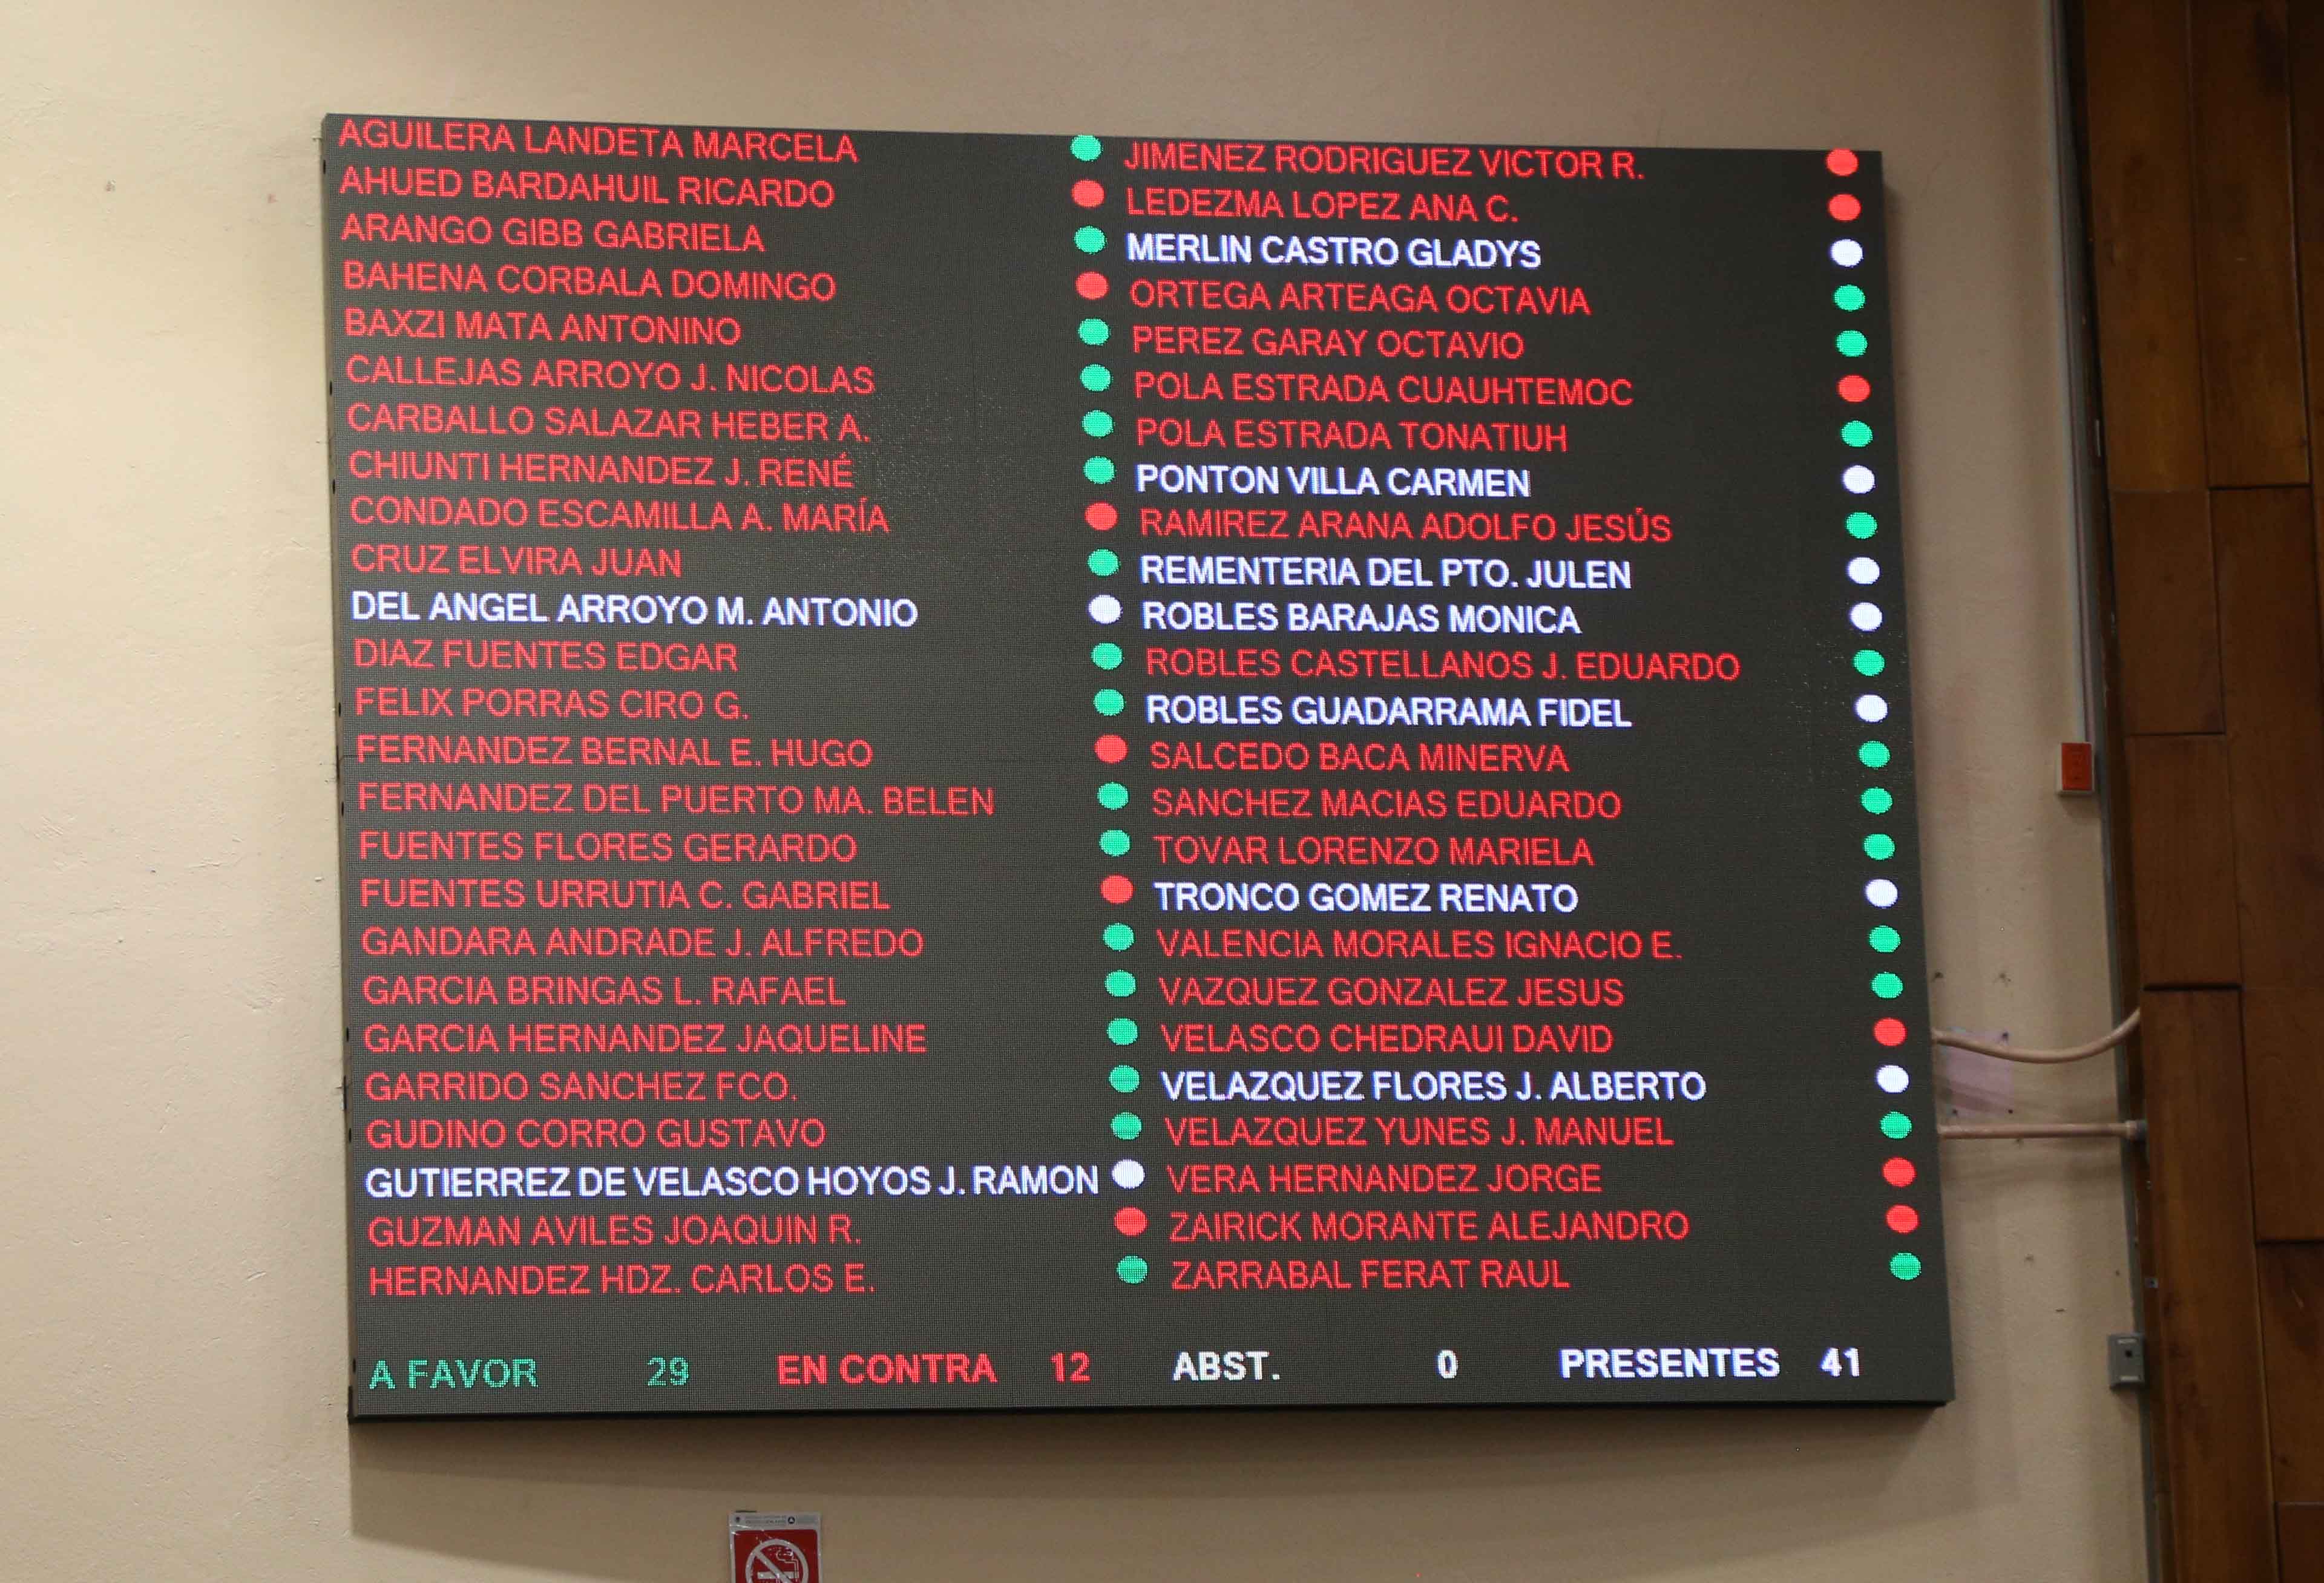 AGUILERA LANDETA MARCELA
AHUED BARDAHUIL RICARDO
ARANGO GIBB GABRIELA
BAHENA CORBALA DOMINGO
BAXZI MATA ANTONINO
CALLEJAS ARROYO J. NICOLAS
CARBALLO SALAZAR HEBER A.
CHIUNTI HERNANDEZ J. RENÉ
CONDADO ESCAMILLA A. MARÍA
CRUZ ELVIRA JUAN
DEL ANGEL ARROYO M. ANTONIO
DIAZ FUENTES EDGAR
FELIX PORRAS CIRO G.
FERNANDEZ BERNAL E. HUGO
FERNANDEZ DEL PUERTO MA. BELEN
FUENTES FLORES GERARDO
FUENTES URRUTIA C. GABRIEL
GANDARA ANDRADE J. ALFREDO
GARCIA BRINGAS L. RAFAEL
GARCIA HERNANDEZ JAQUELINE
GARRIDO SANCHEZ FCO.
GUDINO CORRO GUSTAVO
GUTIERREZ DE VELASCO HOYOS J. RAMON
GUZMAN AVILES JOAQUIN R.
HERNANDEZ HDZ. CARLOS E.
JIMENEZ RODRIGUEZ VICTOR R.
LEDEZMA LOPEZ ANA C.
MERLIN CASTRO GLADYS
ORTEGA ARTEAGA OCTAVIA
PEREZ GARAY OCTAVIO
POLA ESTRADA CUAUHTEMOC
POLA ESTRADA TONATIUH
PONTON VILLA CARMEN
RAMIREZ ARANA ADOLFO JESÚS
REMENTERIA DEL PTO. JULEN
ROBLES BARAJAS MONICA
ROBLES CASTELLANOS J. EDUARDO
ROBLES GUADARRAMA FIDEL
SALCEDO BACA MINERVA
SANCHEZ MACIAS EDUARDO
TOVAR LORENZO MARIELA
TRONCO GOMEZ RENATO
VALENCIA MORALES IGNACIO E.
VAZQUEZ GONZALEZ JESUS
VELASCO CHEDRAUI DAVID
VELAZQUEZ FLORES J. ALBERTO
VELAZQUEZ YUNES J. MANUEL
VERA HERNANDEZ JORGE
ZAIRICK MORANTE ALEJANDRO
ZARRABAL FERAT RAUL
A FAVOR 29 EN CONTRA 12 ABST. 0 PRESENTES 41